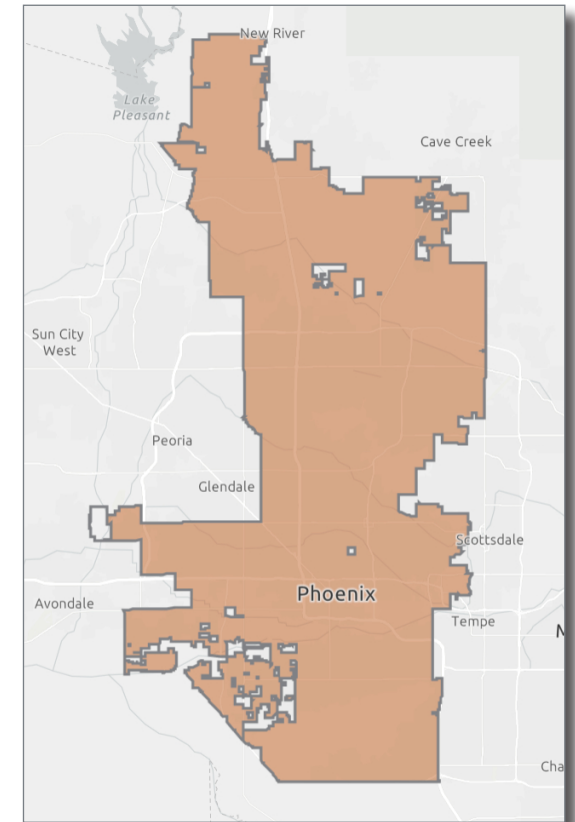 New River
Lake
Pleasant
Cave Creek
Sun City
West
Peoria
Glendale
Scottsdale
Phoenix
Avondale
Tempe
M
Cha